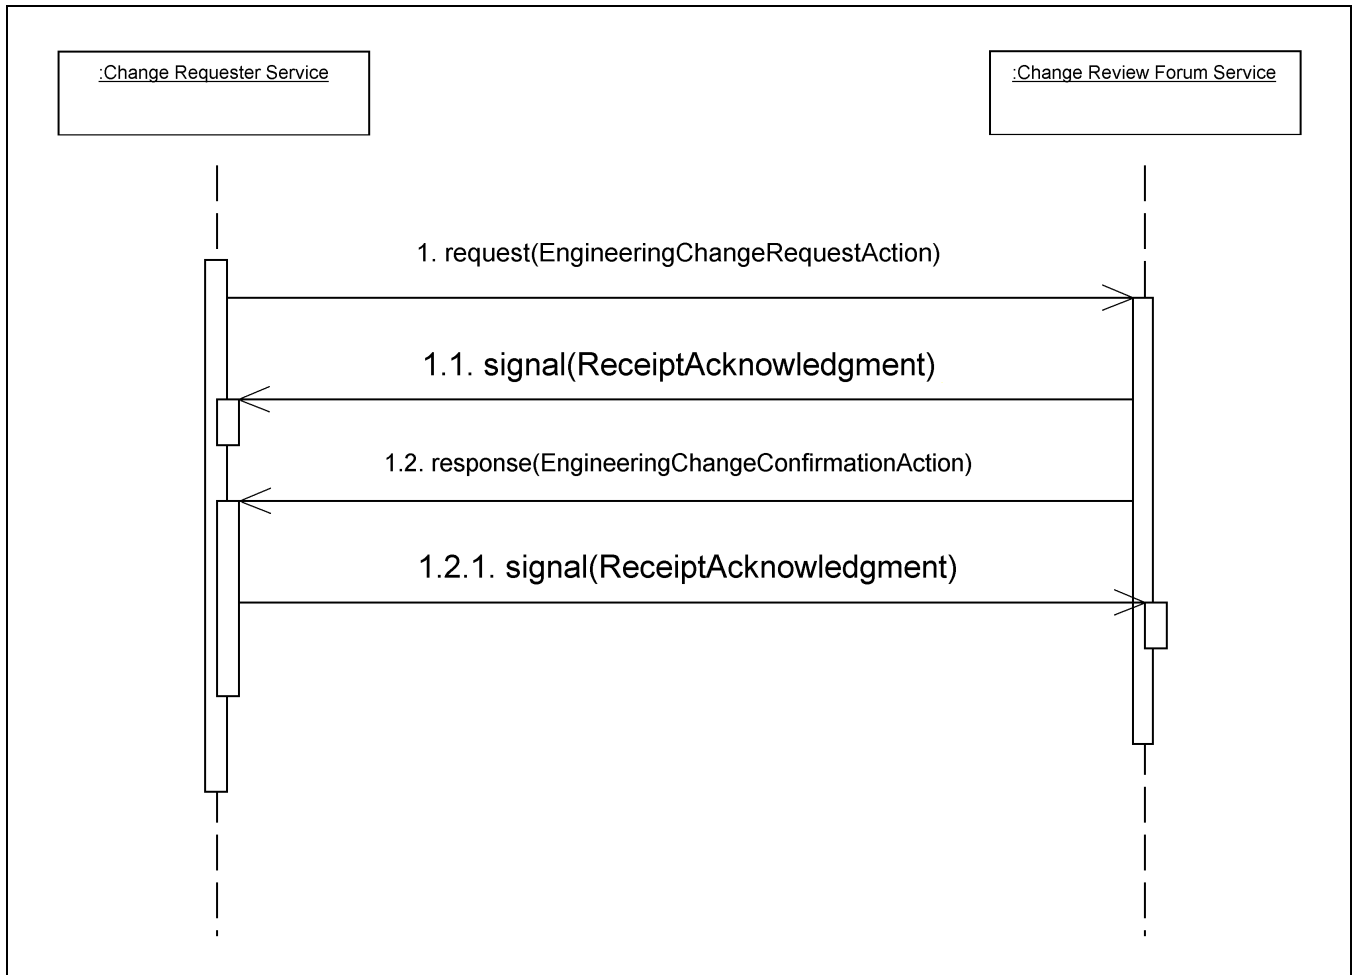 :Change Requester Service
:Change Review Forum Service
1. request(EngineeringChangeRequestAction)
1.1. signal(ReceiptAcknowledgment)
1.2. response(EngineeringChangeConfirmationAction)
1.2.1. signal(ReceiptAcknowledgment)